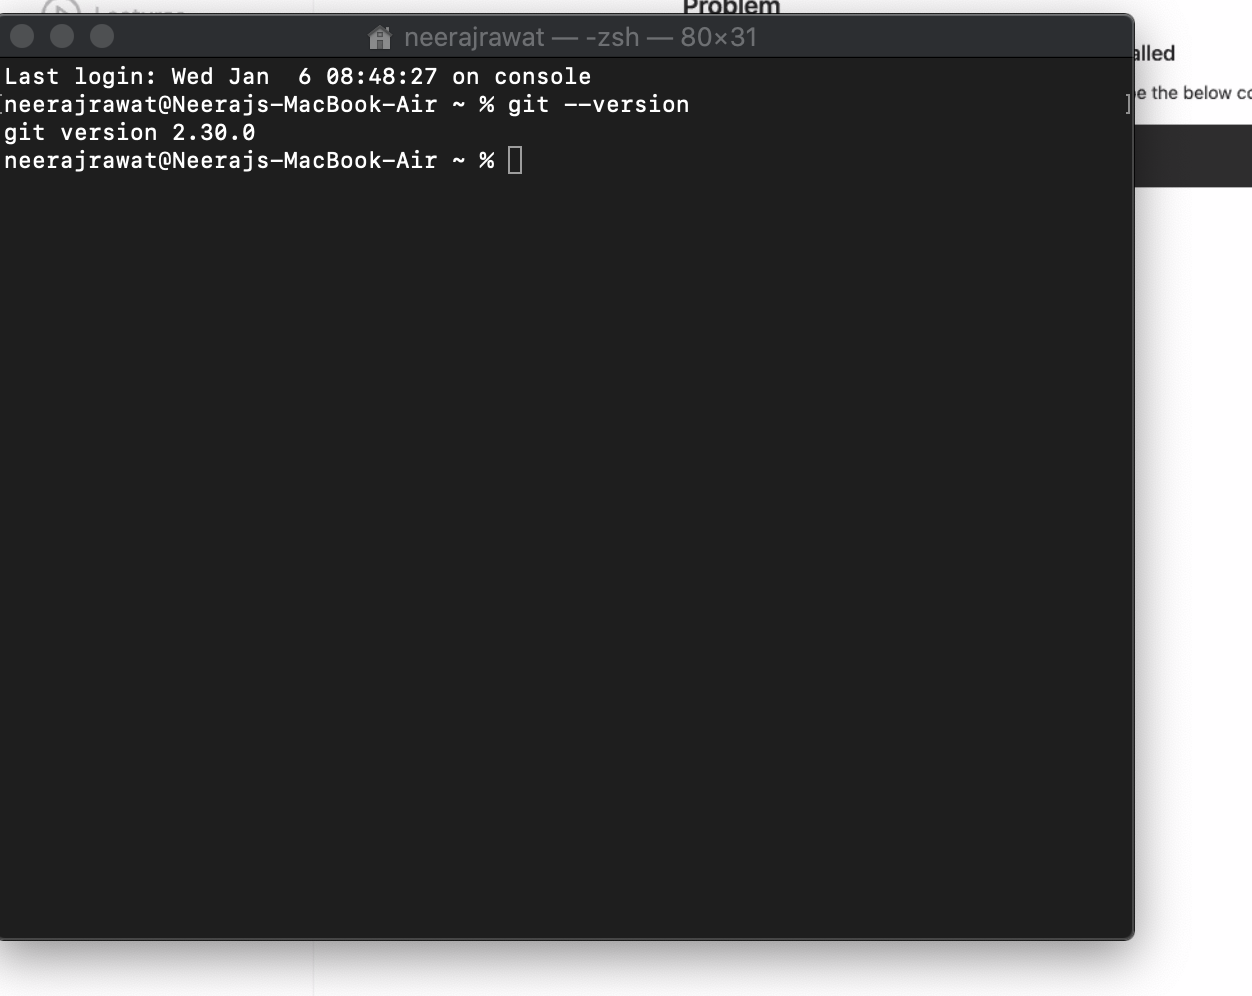 Problem
neerajrawat — -zsh — 80×31
alled
Last login: Wed Jan  6 08:48:27 on console
[neerajrawat@Neerajs-MacBook-Air ~ % git --version ]
e the below
git version 2.30.0
neerajrawat@Neerajs-MacBook-Air ~ %